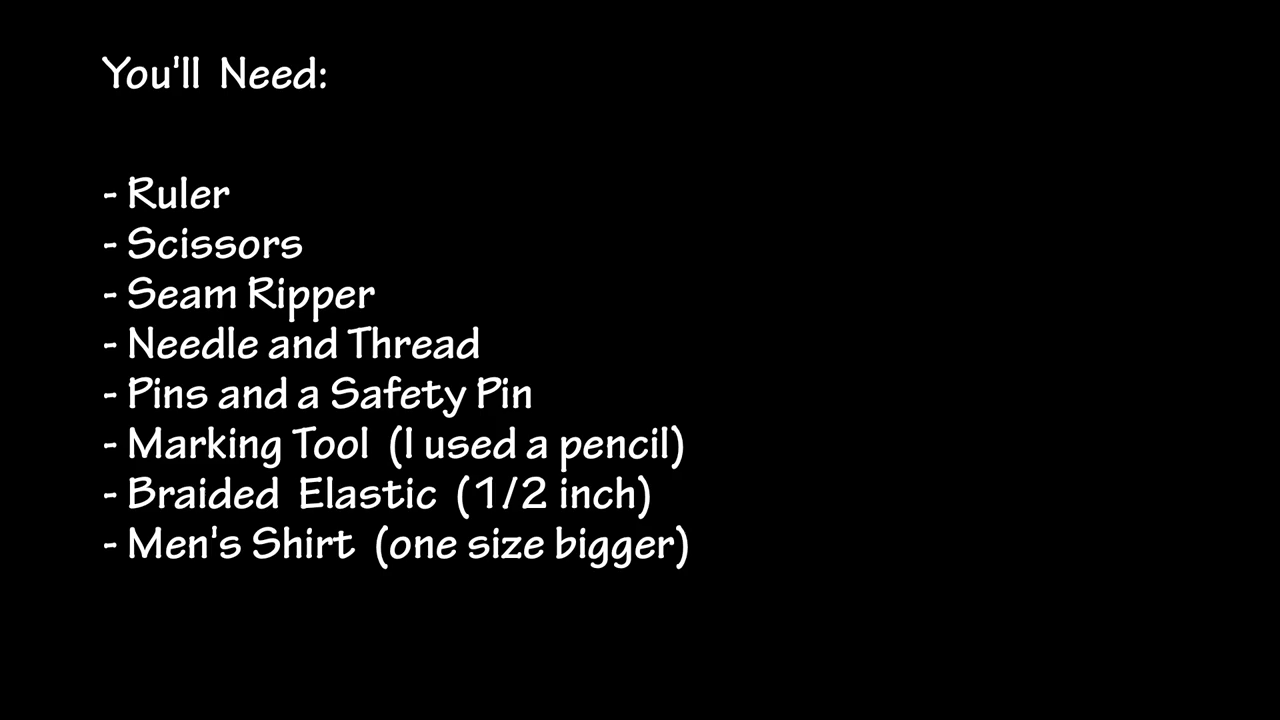 You'll Need:
- Ruler
- Scissors
- Seam Ripper
- Needle and Thread
- Pins and a Safety Pin
- Marking Tool (I used a pencil)
- Braided Elastic (1/2 inch)
- Men's Shirt (one size bigger)